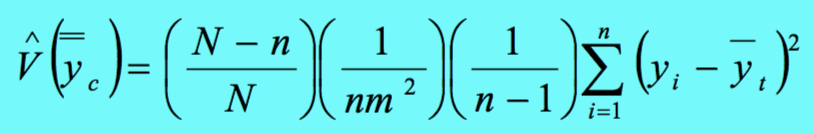 V̂(y̿_c) = ((N − n) / N) (1 / nm²) (1 / (n − 1)) ∑_{i=1}^{n} (y_i − ȳ_t)²